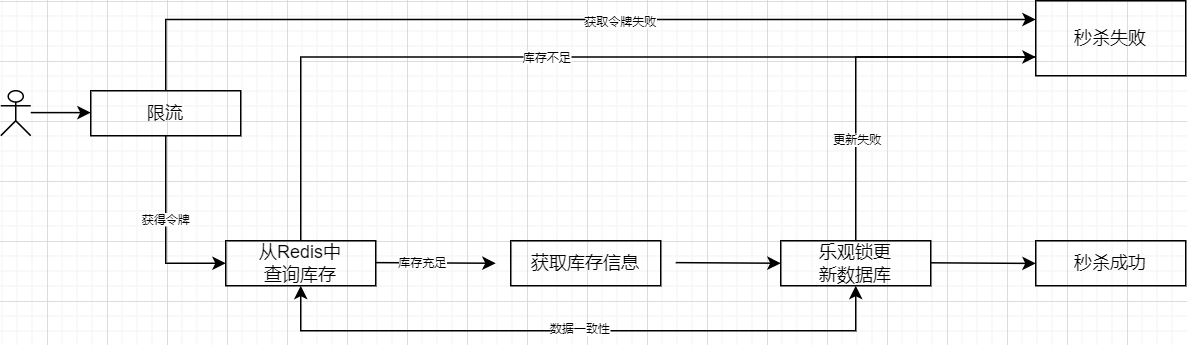 获取令牌失败
秒杀失败
库存不足
限流
更新失败
获得令牌
从Redis中
查询库存
库存充足
获取库存信息
乐观锁更
新数据库
秒杀成功
数据一致性